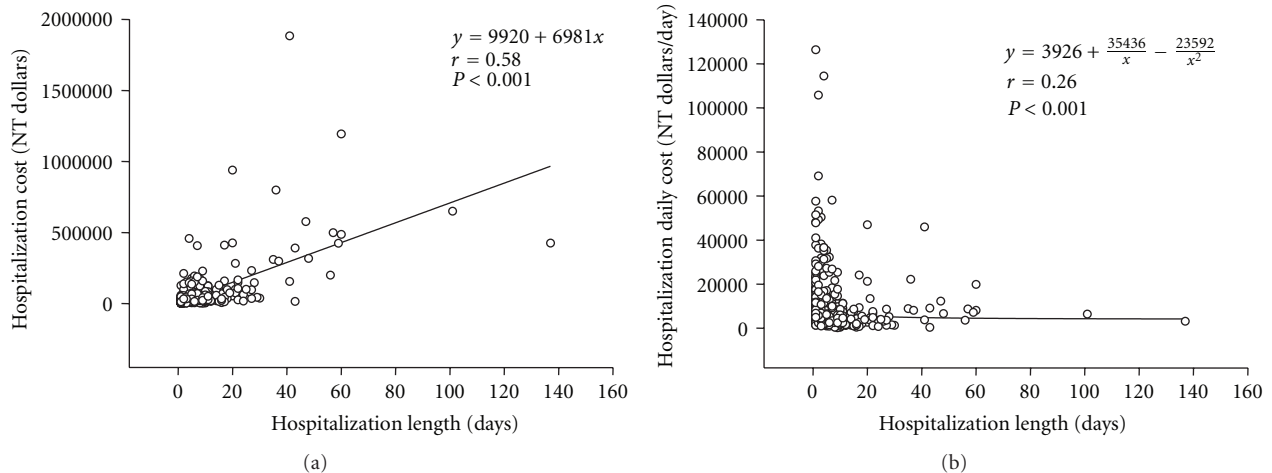 Hospitalization cost (NT dollars)
2000000
1500000
1000000
500000
0
y = 9920 + 6981x
r = 0.58
P < 0.001
0 20 40 60 80 100 120 140 160
Hospitalization length (days)
(a)
Hospitalization daily cost (NT dollars/day)
140000
120000
100000
80000
60000
40000
20000
0
y = 3926 + 35436/x − 23592/x²
r = 0.26
P < 0.001
0 20 40 60 80 100 120 140 160
Hospitalization length (days)
(b)